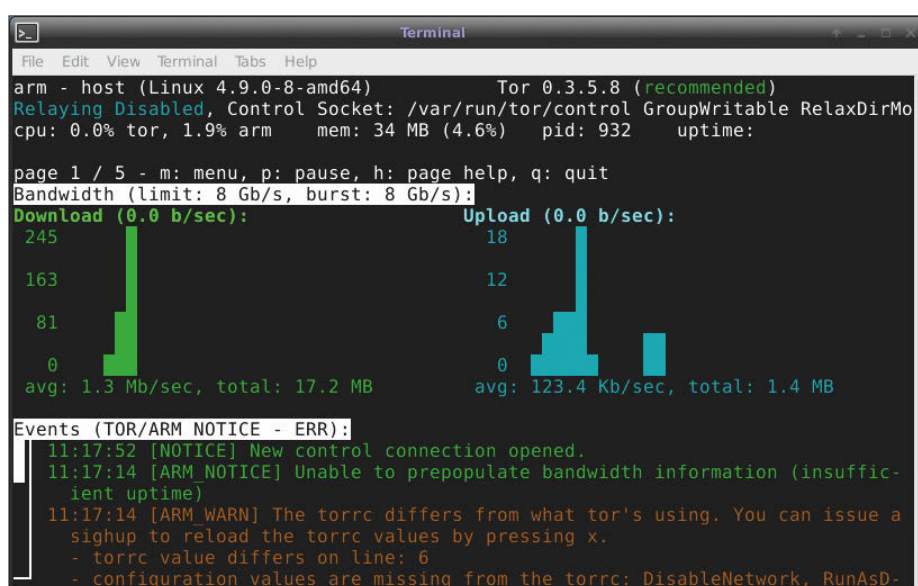 Terminal
File Edit View Terminal Tabs Help
arm - host (Linux 4.9.0-8-amd64) Tor 0.3.5.8 (recommended)
Relaying Disabled, Control Socket: /var/run/tor/control GroupWritable RelaxDirMo
cpu: 0.0% tor, 1.9% arm mem: 34 MB (4.6%) pid: 932 uptime:
page 1 / 5 - m: menu, p: pause, h: page help, q: quit
Bandwidth (limit: 8 Gb/s, burst: 8 Gb/s):
Download (0.0 b/sec): Upload (0.0 b/sec):
245 18
163 12
81 6
0 0
avg: 1.3 Mb/sec, total: 17.2 MB avg: 123.4 Kb/sec, total: 1.4 MB
Events (TOR/ARM NOTICE - ERR):
11:17:52 [NOTICE] New control connection opened.
11:17:14 [ARM_NOTICE] Unable to prepopulate bandwidth information (insuffic-
ient uptime)
11:17:14 [ARM_WARN] The torrc differs from what tor's using. You can issue a
sighup to reload the torrc values by pressing x.
- torrc value differs on line: 6
- configuration values are missing from the torrc: DisableNetwork, RunAsD-